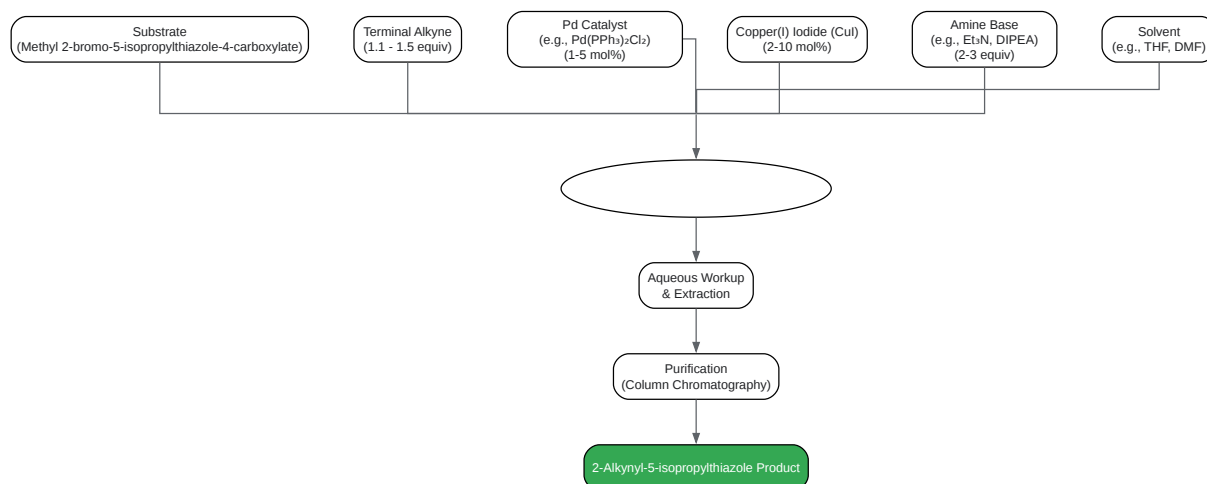 Substrate
(Methyl 2-bromo-5-isopropylthiazole-4-carboxylate)
Terminal Alkyne
(1.1 - 1.5 equiv)
Pd Catalyst
(e.g., Pd(PPh₃)₂Cl₂)
(1-5 mol%)
Copper(I) Iodide (CuI)
(2-10 mol%)
Amine Base
(e.g., Et₃N, DIPEA)
(2-3 equiv)
Solvent
(e.g., THF, DMF)
Aqueous Workup
& Extraction
Purification
(Column Chromatography)
2-Alkynyl-5-isopropylthiazole Product